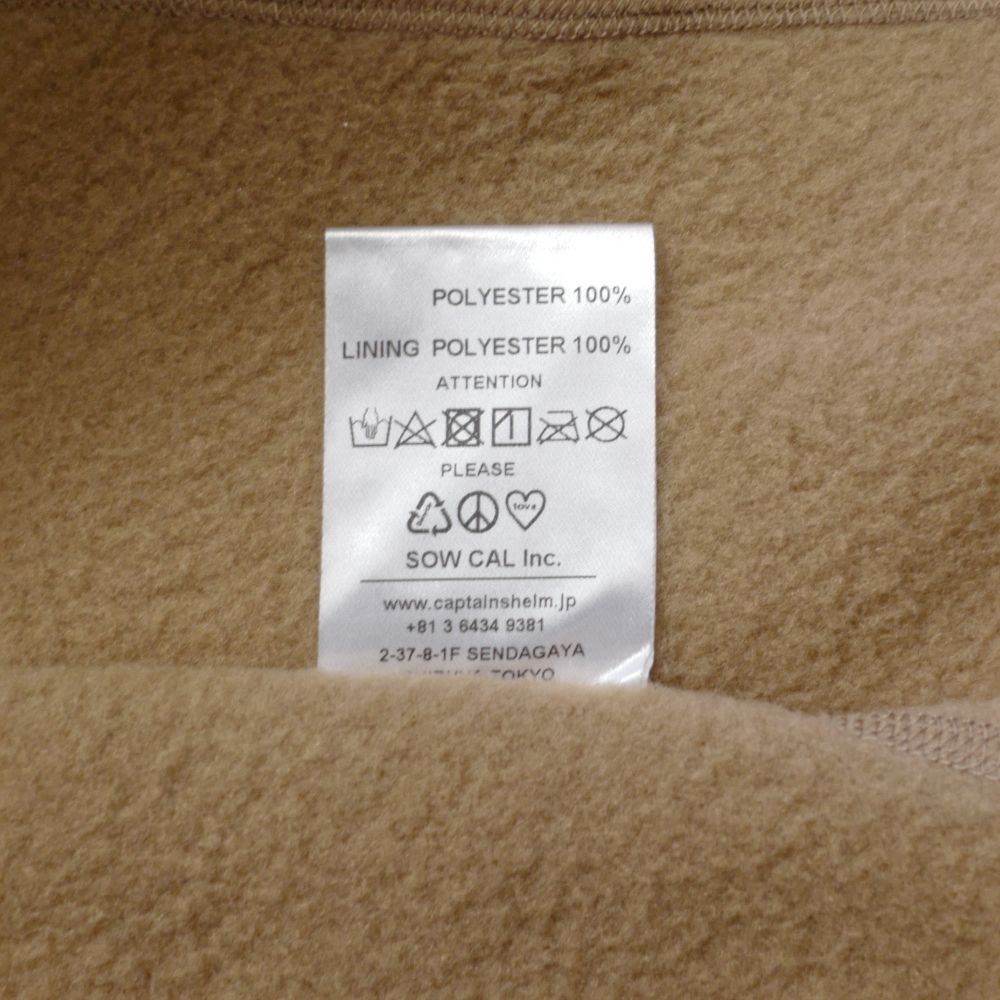 POLYESTER 100%
LINING POLYESTER 100%
ATTENTION
PLEASE
love
SOW CAL Inc.
www.captainshelm.jp
+81 3 6434 9381
2-37-8-1F SENDAGAYA
TOKYO